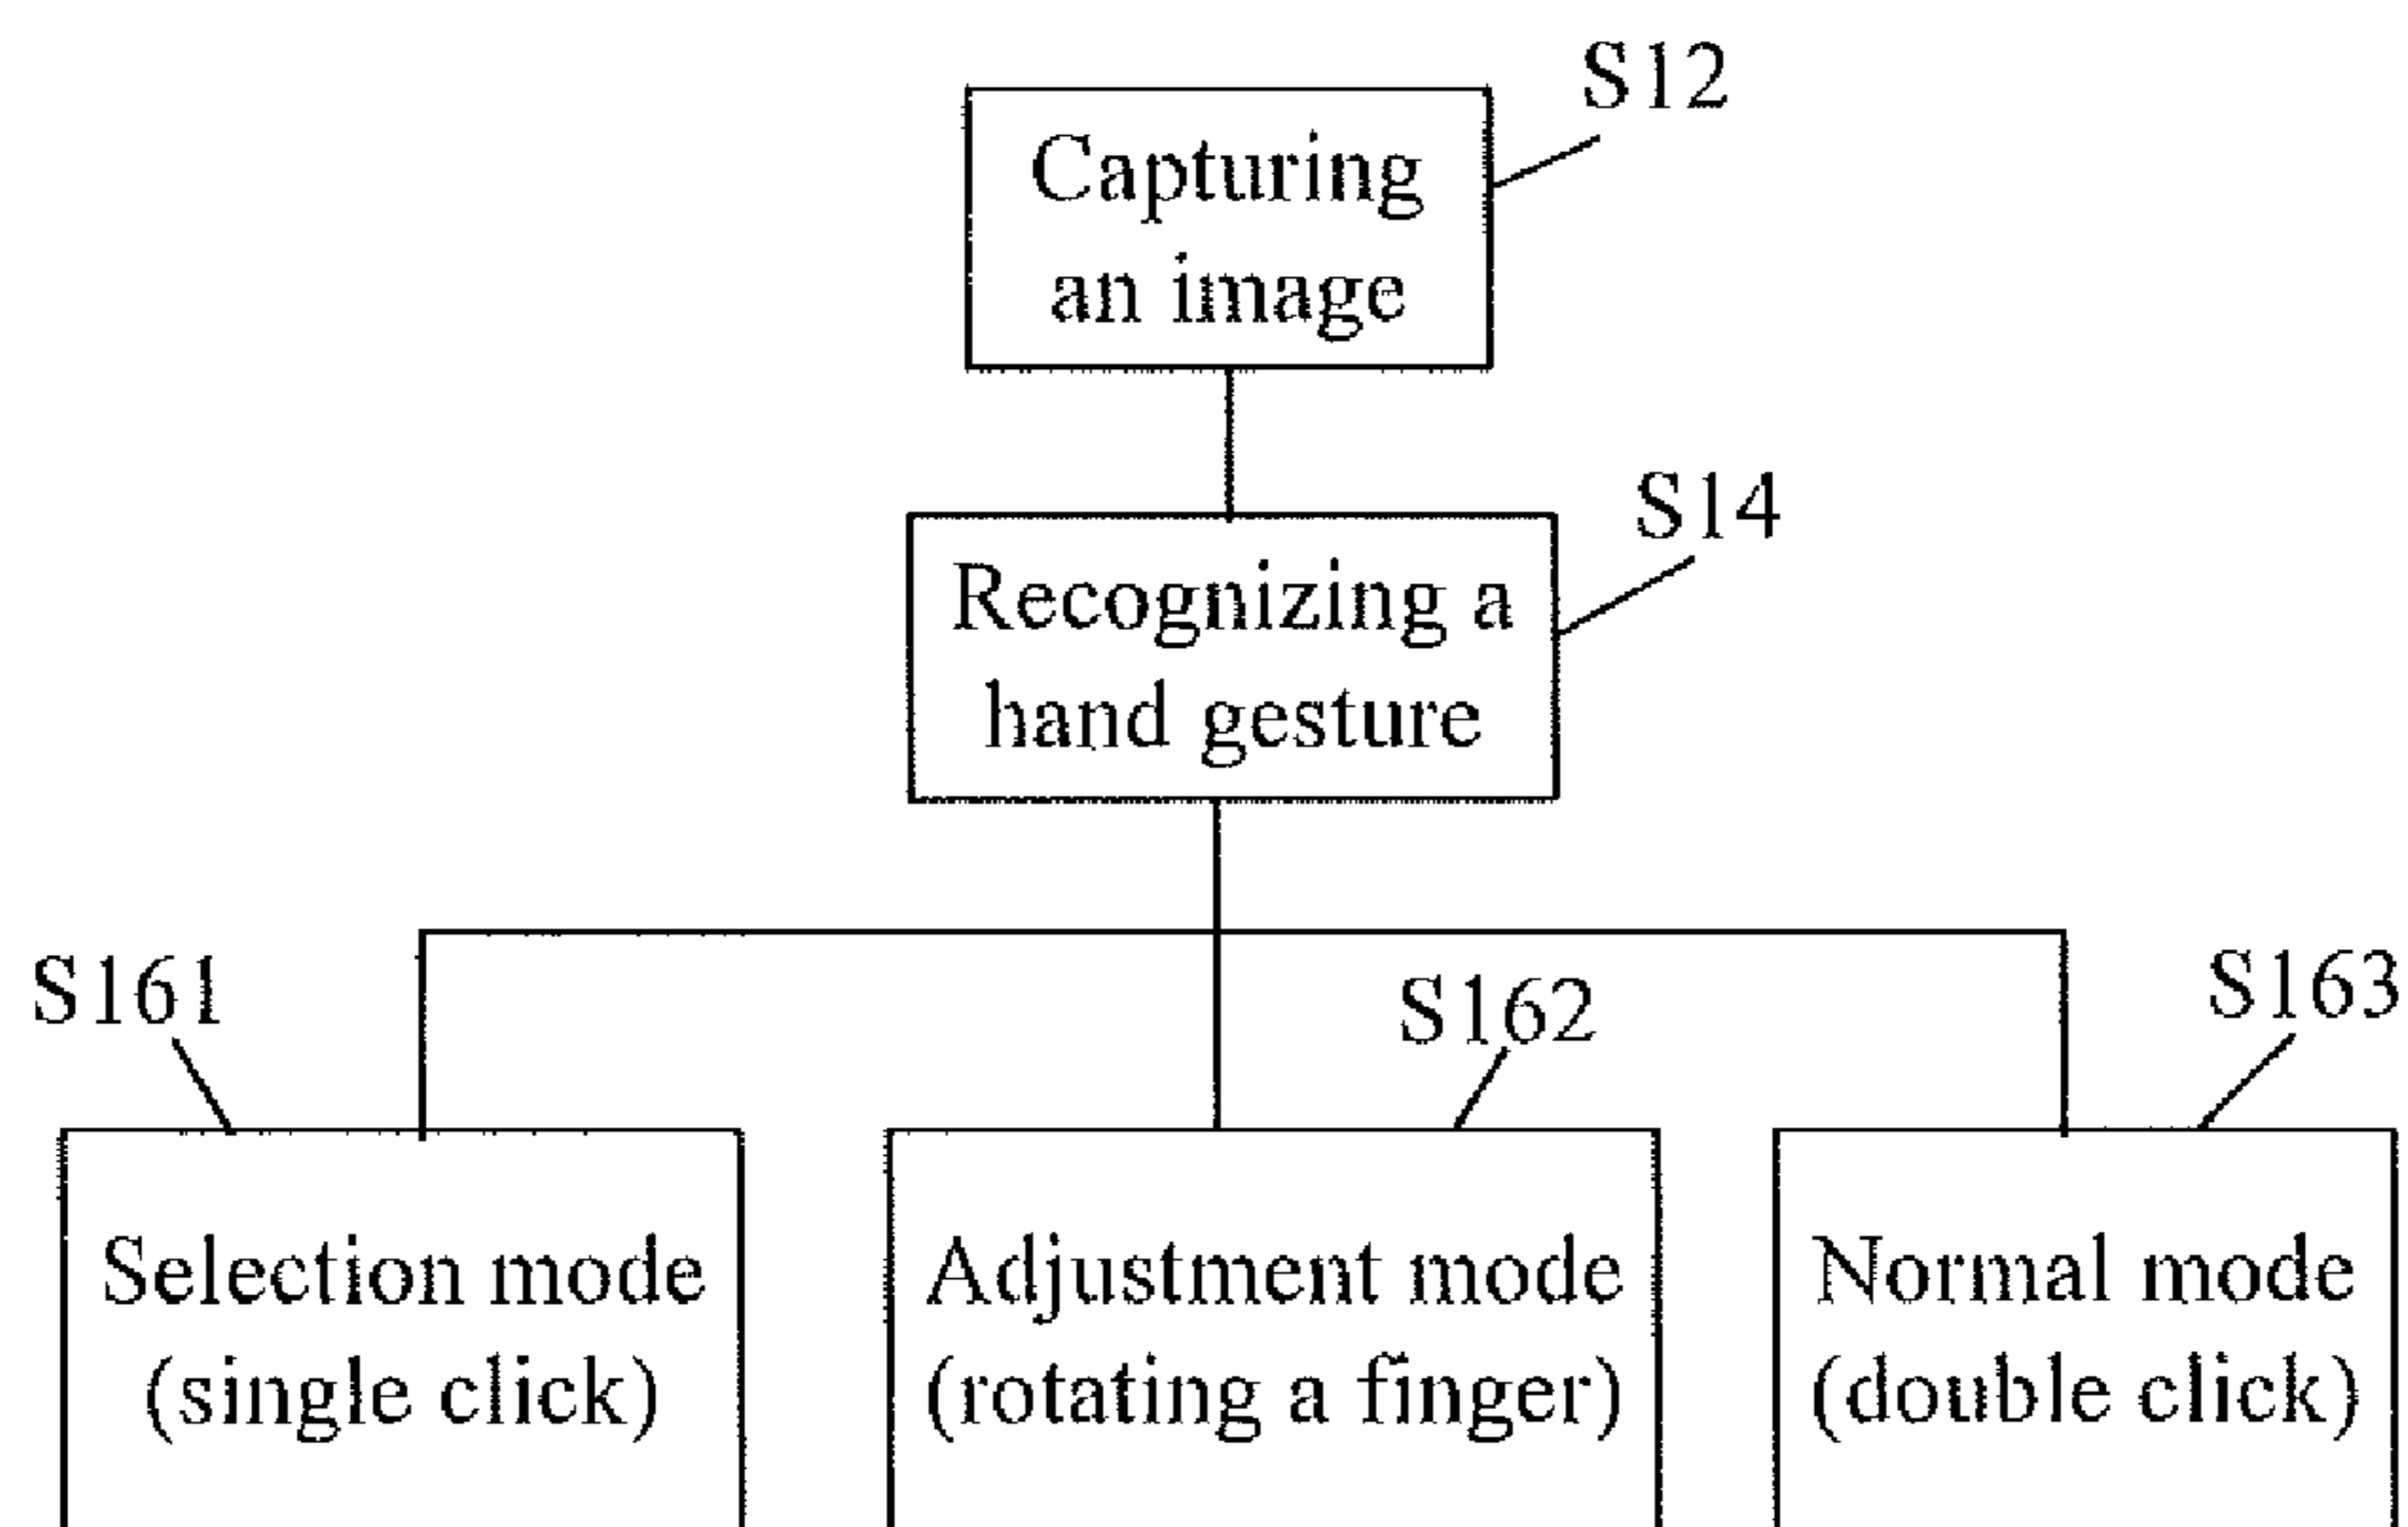 S12
Capturing
an image
S14
Recognizing a
hand gesture
S161
S162
S163
Selection mode
(single click)
Adjustment mode
(rotating a finger)
Normal mode
(double click)